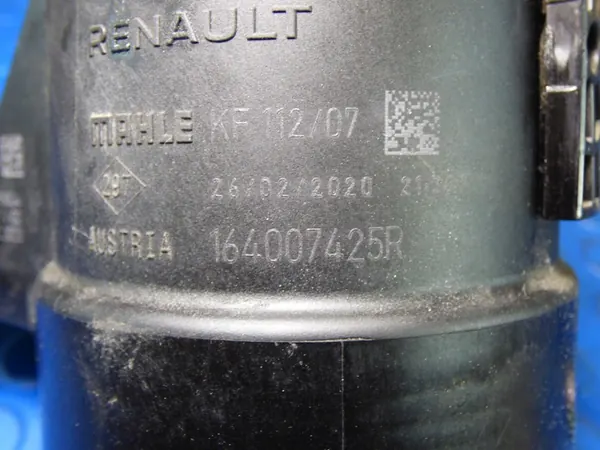 RENAULT
MAHLE KF 112/07
26/02/2020
AUSTRIA 164007425R